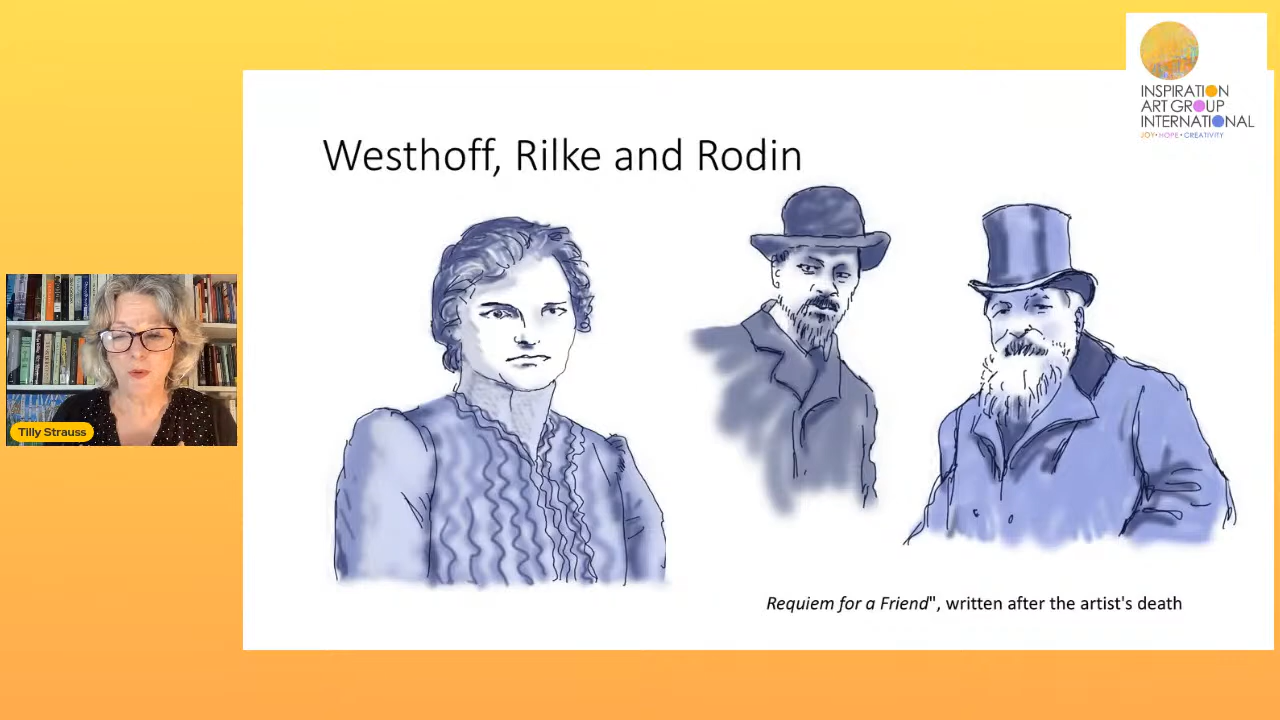 INSPIRATION
ART GROUP
INTERNATIONAL
JOY•HOPE•CREATIVITY
Westhoff, Rilke and Rodin
Tilly Strauss
Requiem for a Friend", written after the artist's death